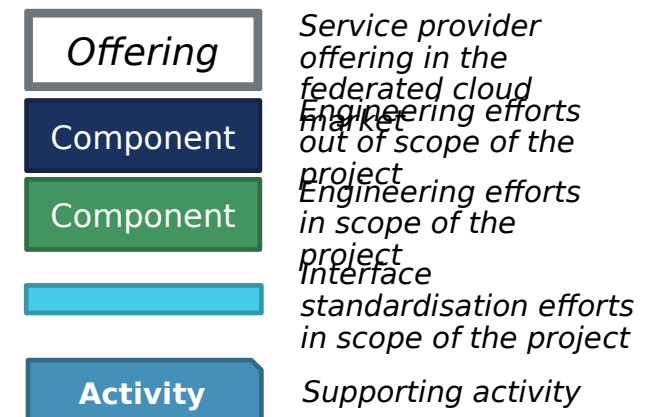 Offering
Service provider
offering in the
federated cloud
market
Component
Engineering efforts
out of scope of the
project
Component
Engineering efforts
in scope of the
project
Interface
standardisation efforts
in scope of the project
Activity
Supporting activity